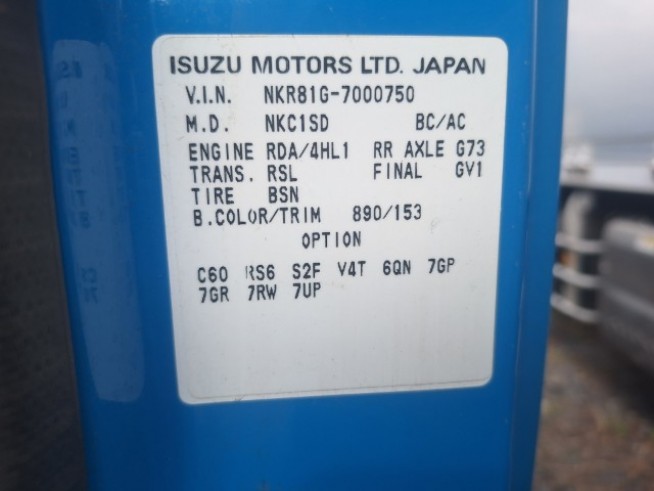 ISUZU MOTORS LTD. JAPAN
V.I.N. NKR81G-7000750
M.D. NKC1SD BC/AC
ENGINE RDA/4HL1 RR AXLE G73
TRANS. RSL FINAL GV1
TIRE BSN
B.COLOR/TRIM 890/153
OPTION
C60 RS6 S2F V4T 6QN 7GP
7GR 7RW 7UP